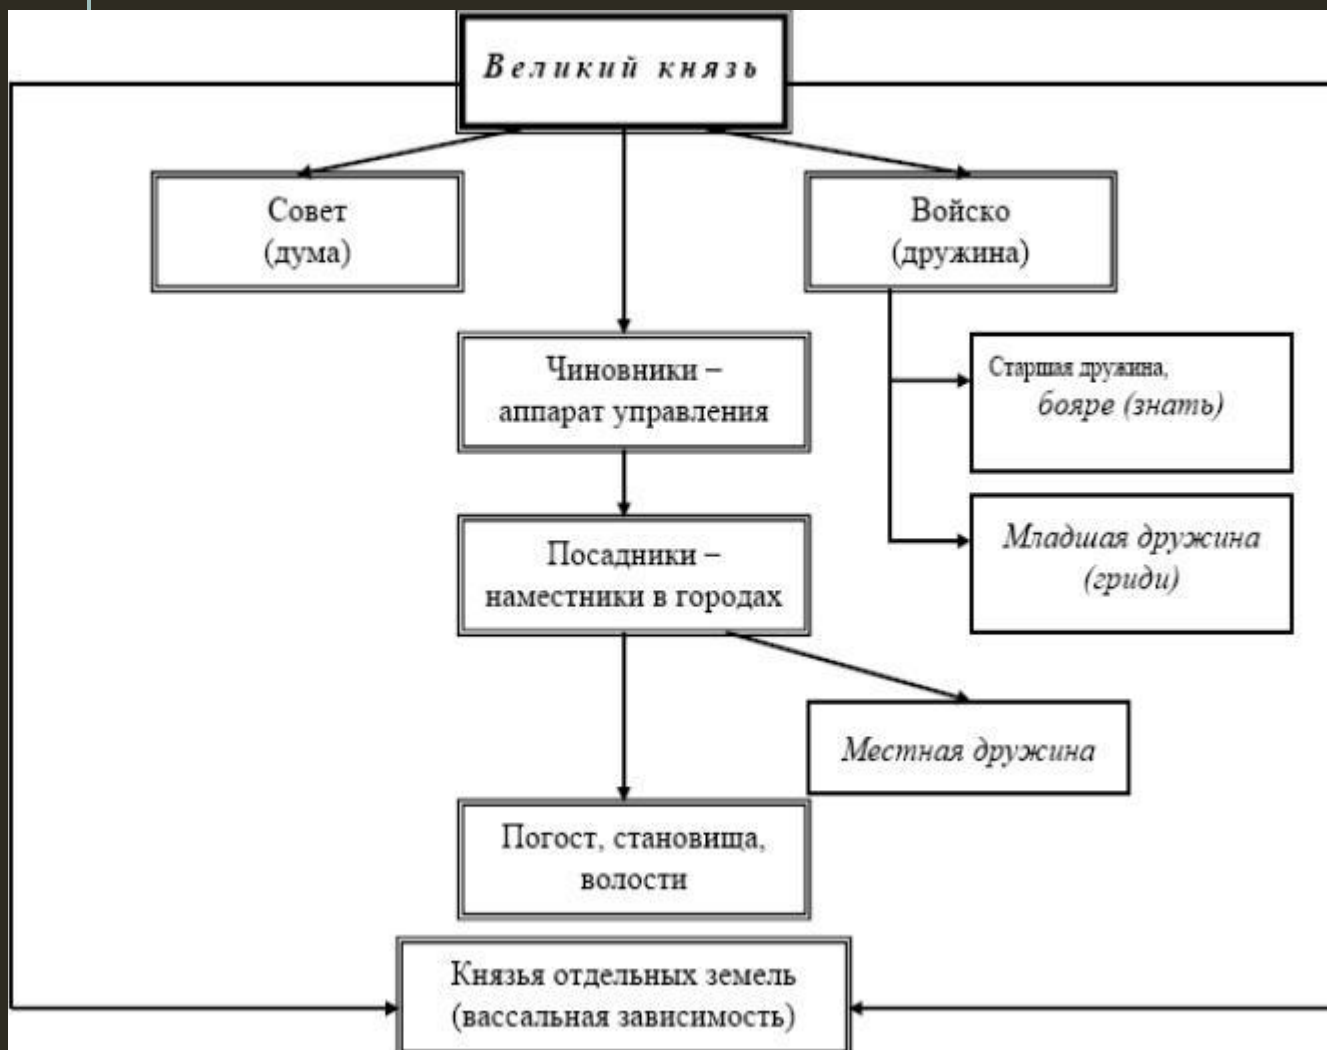 Великий князь
Совет
(дума)
Войско
(дружина)
Чиновники –
аппарат управления
Старшая дружина,
бояре (знать)
Посадники –
наместники в городах
Младшая дружина
(гриди)
Местная дружина
Погост, становища,
волости
Князья отдельных земель
(вассальная зависимость)